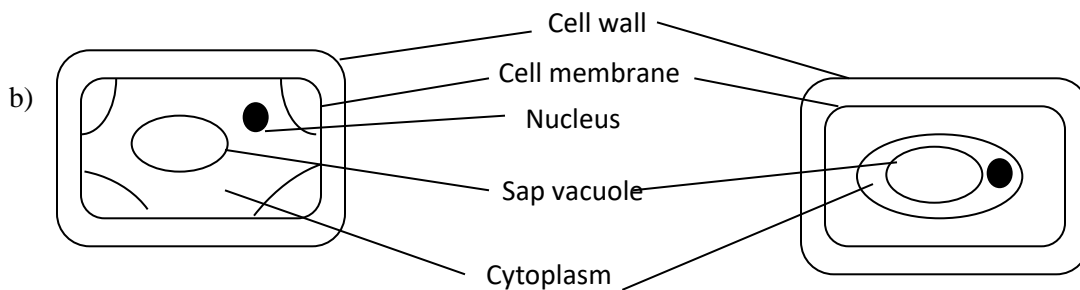 Cell wall
Cell membrane
b)
Nucleus
Sap vacuole
Cytoplasm